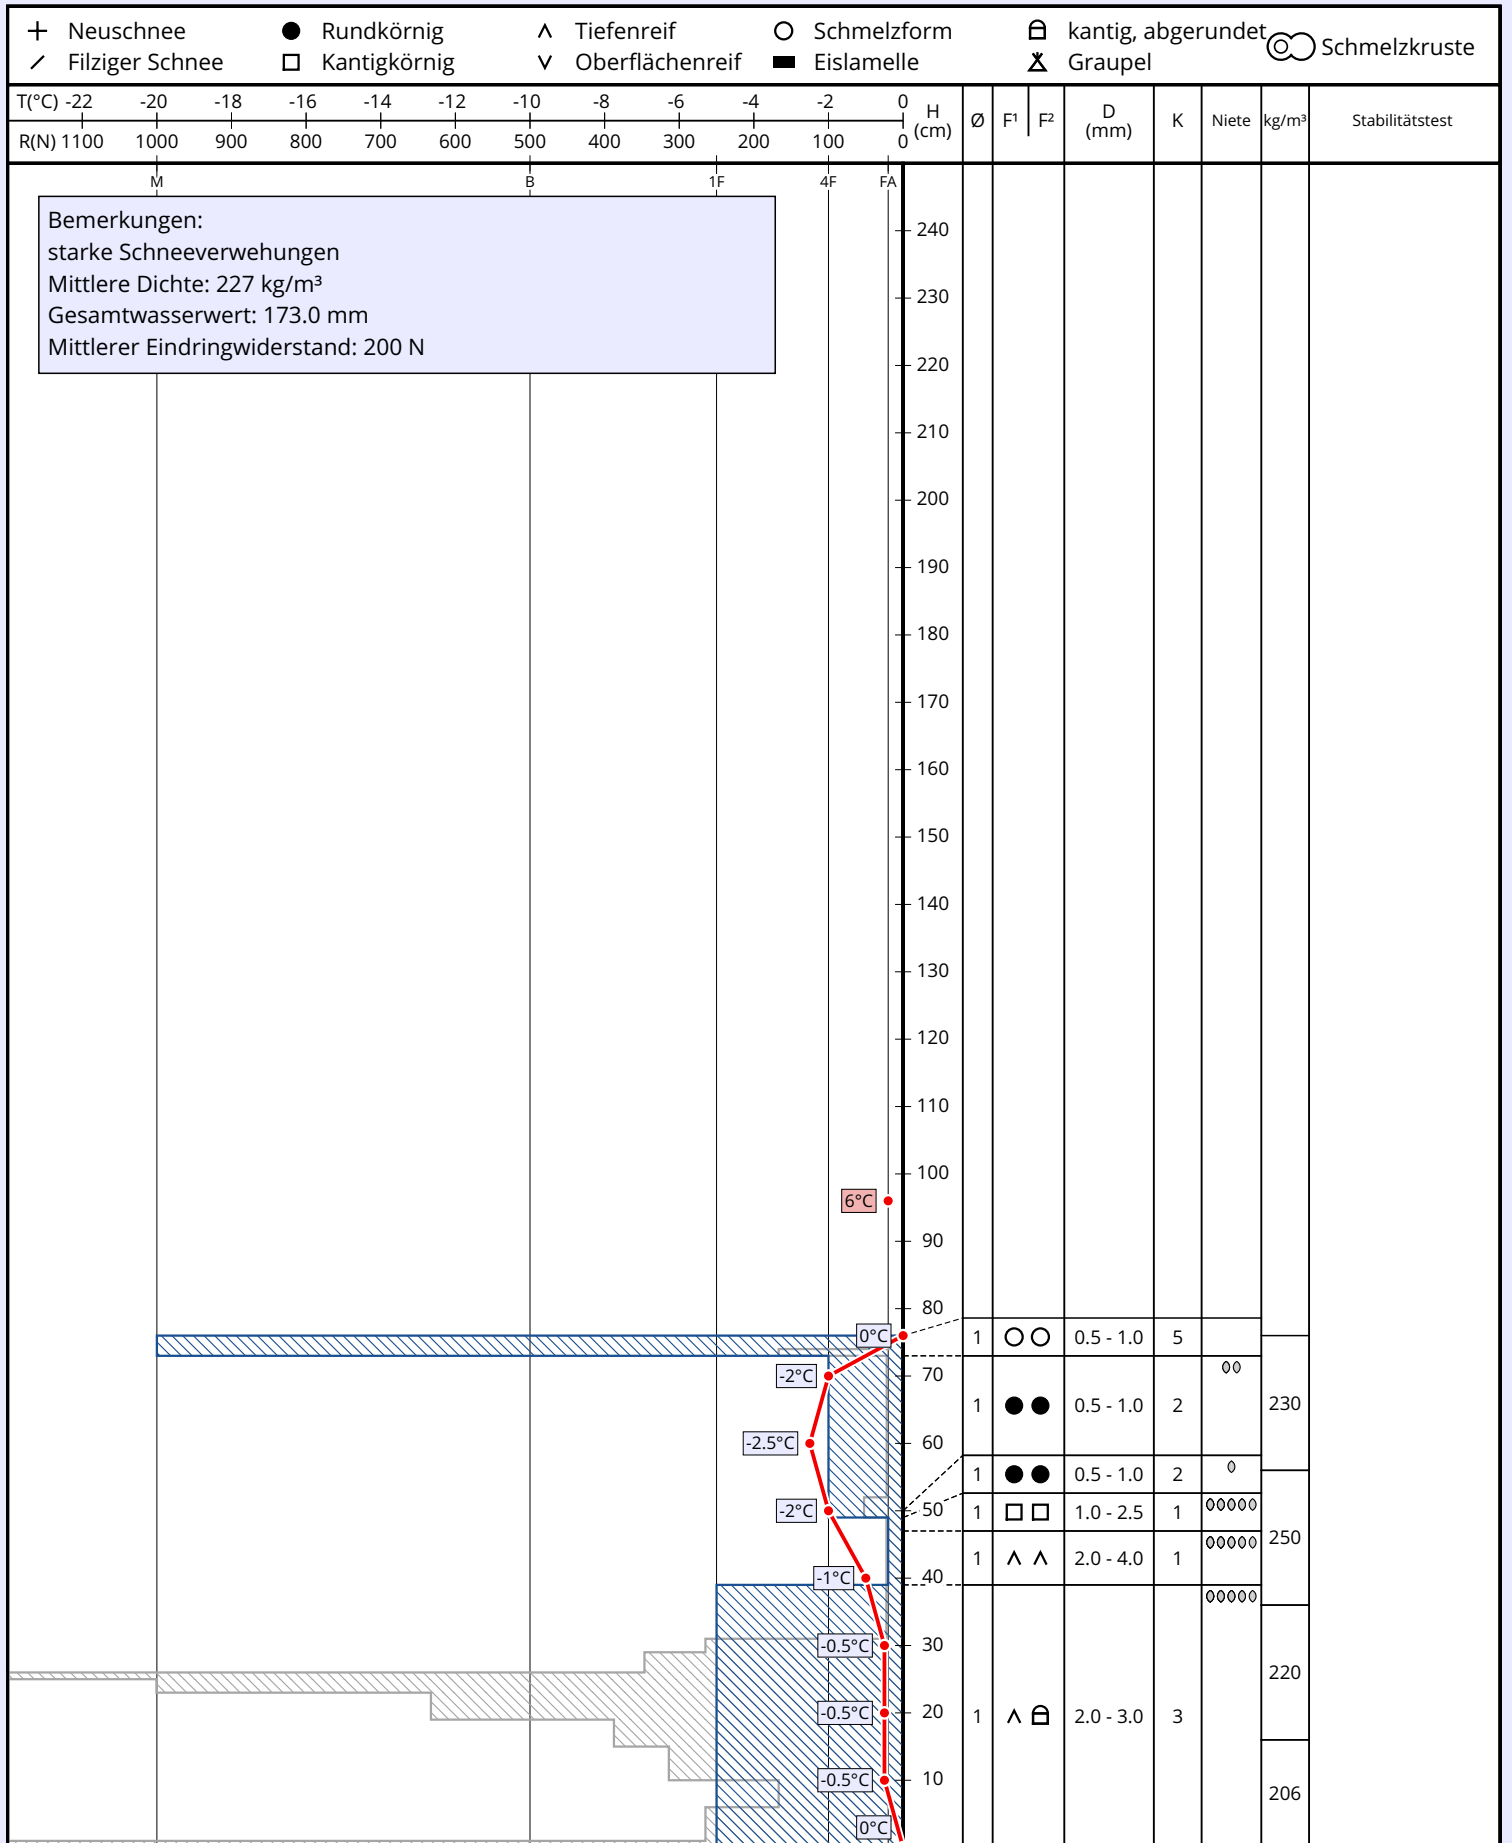 Neuschnee Rundkörnig Tiefenreif Schmelzform kantig, abgerundet Schmelzkruste
Filziger Schnee Kantigkörnig Oberflächenreif Eislamelle Graupel
T(°C) -22 -20 -18 -16 -14 -12 -10 -8 -6 -4 -2 0
R(N) 1100 1000 900 800 700 600 500 400 300 200 100 0
H (cm) Ø F¹ F² D (mm) K Niete kg/m³ Stabilitätstest
M B 1F 4F FA
Bemerkungen:
starke Schneeverwehungen
Mittlere Dichte: 227 kg/m³
Gesamtwasserwert: 173.0 mm
Mittlerer Eindringwiderstand: 200 N
240
230
220
210
200
190
180
170
160
150
140
130
120
110
100
6°C
90
80
0°C 1 0.5 - 1.0 5
-2°C 70
1 0.5 - 1.0 2 230
-2.5°C 60
1 0.5 - 1.0 2
-2°C 50 1 1.0 - 2.5 1
250
1 2.0 - 4.0 1
-1°C 40
-0.5°C 30
220
-0.5°C 20 1 2.0 - 3.0 3
-0.5°C 10
206
0°C